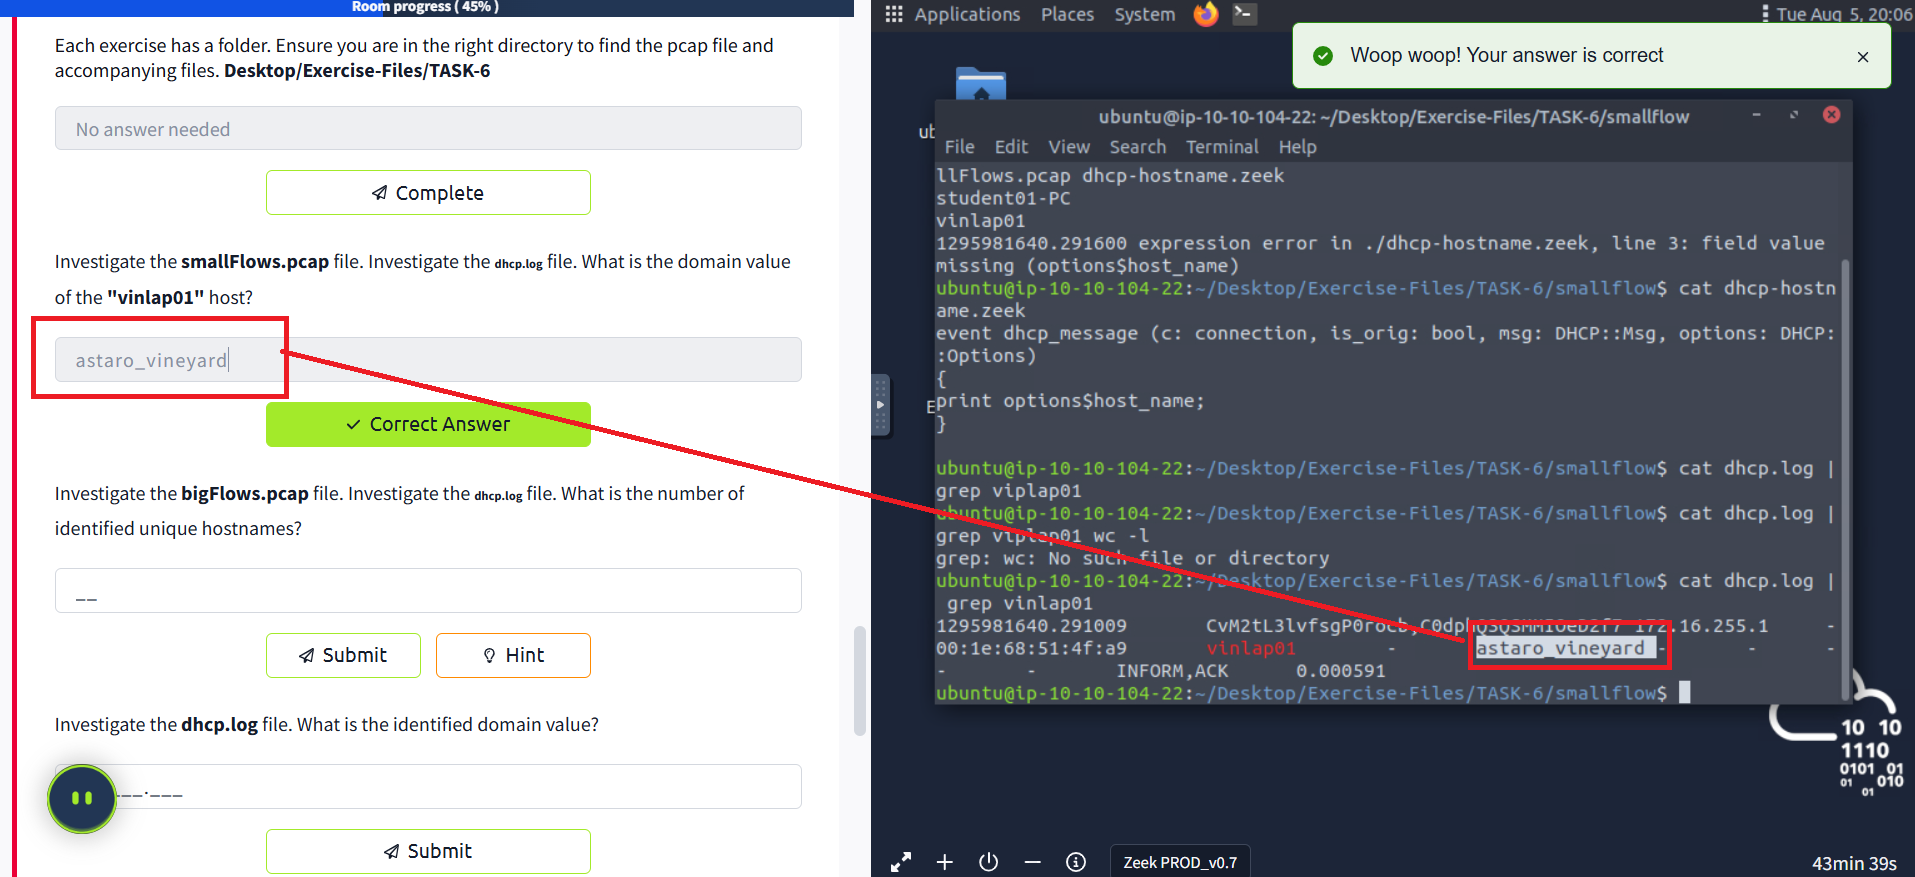 Room progress ( 45% )
Each exercise has a folder. Ensure you are in the right directory to find the pcap file and
accompanying files. Desktop/Exercise-Files/TASK-6
No answer needed
Complete
Investigate the smallFlows.pcap file. Investigate the dhcp.log file. What is the domain value
of the "vinlap01" host?
astaro_vineyard
Correct Answer
Investigate the bigFlows.pcap file. Investigate the dhcp.log file. What is the number of
identified unique hostnames?
__
Submit
Hint
Investigate the dhcp.log file. What is the identified domain value?
___.___
Submit
Applications Places System
Tue Aug 5, 20:06
Woop woop! Your answer is correct
ubuntu@ip-10-10-104-22: ~/Desktop/Exercise-Files/TASK-6/smallflow
File Edit View Search Terminal Help
llFlows.pcap dhcp-hostname.zeek
student01-PC
vinlap01
1295981640.291600 expression error in ./dhcp-hostname.zeek, line 3: field value
missing (options$host_name)
ubuntu@ip-10-10-104-22:~/Desktop/Exercise-Files/TASK-6/smallflow$ cat dhcp-hostn
ame.zeek
event dhcp_message (c: connection, is_orig: bool, msg: DHCP::Msg, options: DHCP:
:Options)
{
print options$host_name;
}
ubuntu@ip-10-10-104-22:~/Desktop/Exercise-Files/TASK-6/smallflow$ cat dhcp.log |
grep viplap01
ubuntu@ip-10-10-104-22:~/Desktop/Exercise-Files/TASK-6/smallflow$ cat dhcp.log |
grep viplap01 wc -l
grep: wc: No such file or directory
ubuntu@ip-10-10-104-22:~/Desktop/Exercise-Files/TASK-6/smallflow$ cat dhcp.log |
grep vinlap01
1295981640.291009 172.16.255.1 -
00:1e:68:51:4f:a9 vinlap01 - astaro_vineyard - - -
- - INFORM,ACK 0.000591
ubuntu@ip-10-10-104-22:~/Desktop/Exercise-Files/TASK-6/smallflow$
10 10
1110
0101 01
01 010
01
Zeek PROD_v0.7
43min 39s